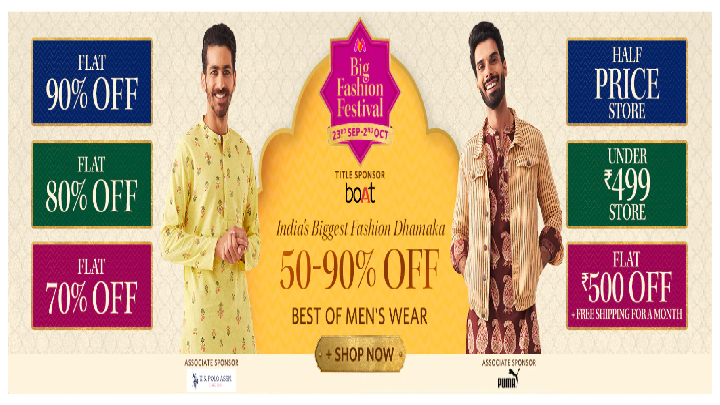 FLAT
90% OFF
FLAT
80% OFF
FLAT
70% OFF
Big
Fashion
Festival
23RD SEP-2ND OCT
TITLE SPONSOR
boAt
India's Biggest Fashion Dhamaka
50-90% OFF
BEST OF MEN'S WEAR
+ SHOP NOW
HALF
PRICE
STORE
UNDER
₹499
STORE
FLAT
₹500 OFF
+ FREE SHIPPING FOR A MONTH
ASSOCIATE SPONSOR
U.S. POLO ASSN.
ASSOCIATE SPONSOR
PUMA